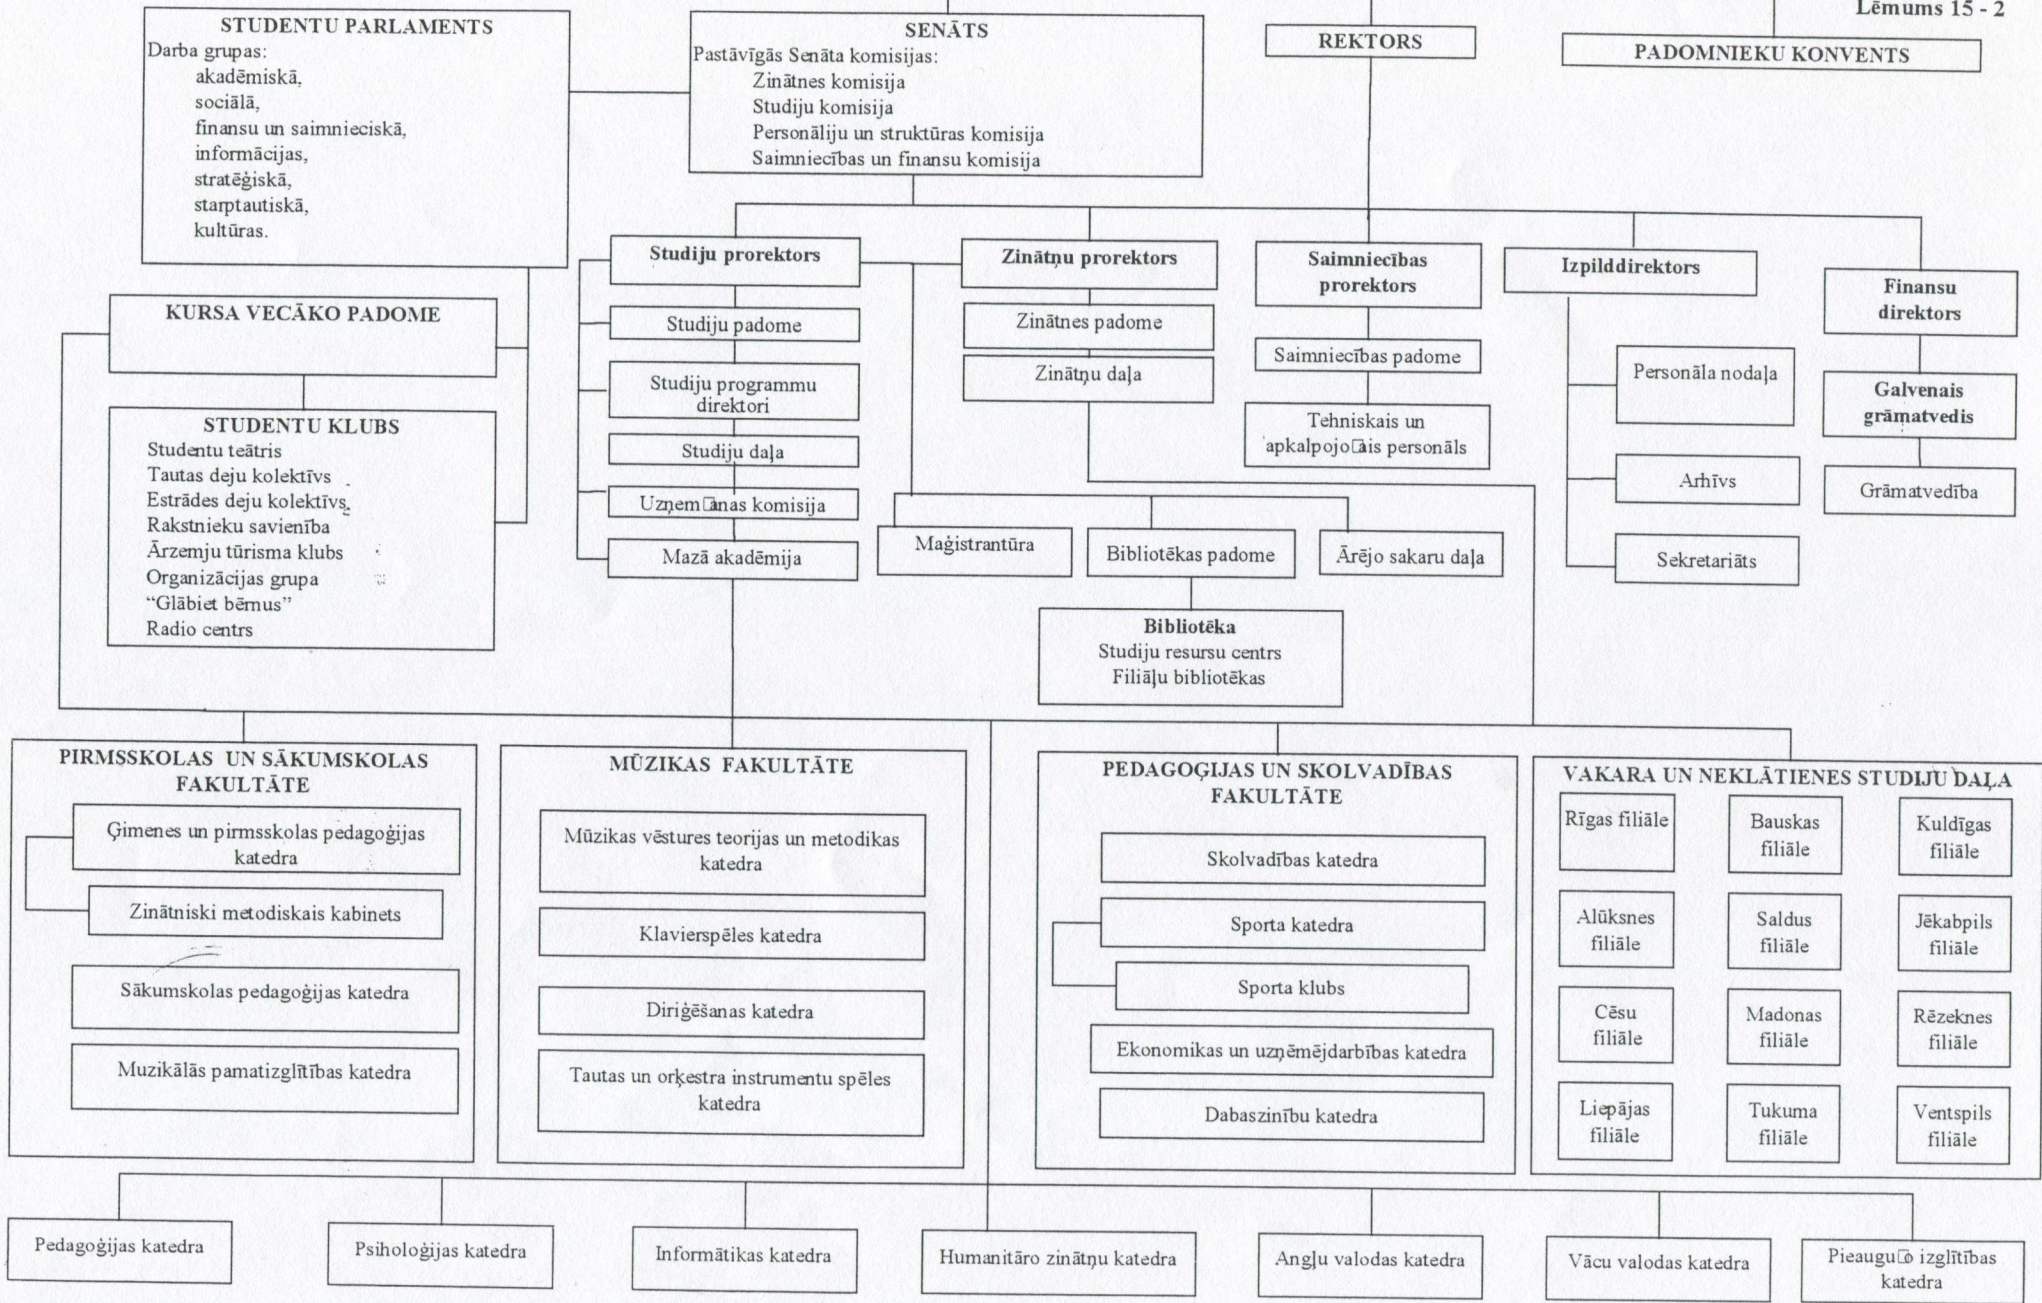 Lēmums 15 - 2
STUDENTU PARLAMENTS
Darba grupas:
akadēmiskā,
sociālā,
finansu un saimnieciskā,
informācijas,
stratēģiskā,
starptautiskā,
kultūras.
SENĀTS
Pastāvīgās Senāta komisijas:
Zinātnes komisija
Studiju komisija
Personāliju un struktūras komisija
Saimniecības un finansu komisija
REKTORS
PADOMNIEKU KONVENTS
KURSA VECĀKO PADOME
STUDENTU KLUBS
Studentu teātris
Tautas deju kolektīvs
Estrādes deju kolektīvs
Rakstnieku savienība
Ārzemju tūrisma klubs
Organizācijas grupa
“Glābiet bērnus”
Radio centrs
Studiju prorektors
Studiju padome
Studiju programmu
direktori
Studiju daļa
Uzņem□anas komisija
Mazā akadēmija
Zinātņu prorektors
Zinātnes padome
Zinātņu daļa
Saimniecības
prorektors
Saimniecības padome
Tehniskais un
apkalpojo□ais personāls
Izpilddirektors
Personāla nodaļa
Arhīvs
Sekretariāts
Finansu
direktors
Galvenais
grāmatvedis
Grāmatvedība
Maģistrantūra
Bibliotēkas padome
Ārējo sakaru daļa
Bibliotēka
Studiju resursu centrs
Filiāļu bibliotēkas
PIRMSSKOLAS UN SĀKUMSKOLAS
FAKULTĀTE
Ģimenes un pirmsskolas pedagoģijas
katedra
Zinātniski metodiskais kabinets
Sākumskolas pedagoģijas katedra
Muzikālās pamatizglītības katedra
MŪZIKAS FAKULTĀTE
Mūzikas vēstures teorijas un metodikas
katedra
Klavierspēles katedra
Diriģēšanas katedra
Tautas un orķestra instrumentu spēles
katedra
PEDAGOĢIJAS UN SKOLVADĪBAS
FAKULTĀTE
Skolvadības katedra
Sporta katedra
Sporta klubs
Ekonomikas un uzņēmējdarbības katedra
Dabaszinību katedra
VAKARA UN NEKLĀTIENES STUDIJU DAĻA
Rīgas filiāle
Bauskas
filiāle
Kuldīgas
filiāle
Alūksnes
filiāle
Saldus
filiāle
Jēkabpils
filiāle
Cēsu
filiāle
Madonas
filiāle
Rēzeknes
filiāle
Liepājas
filiāle
Tukuma
filiāle
Ventspils
filiāle
Pedagoģijas katedra
Psiholoģijas katedra
Informātikas katedra
Humanitāro zinātņu katedra
Angļu valodas katedra
Vācu valodas katedra
Pieaugu□o izglītības
katedra